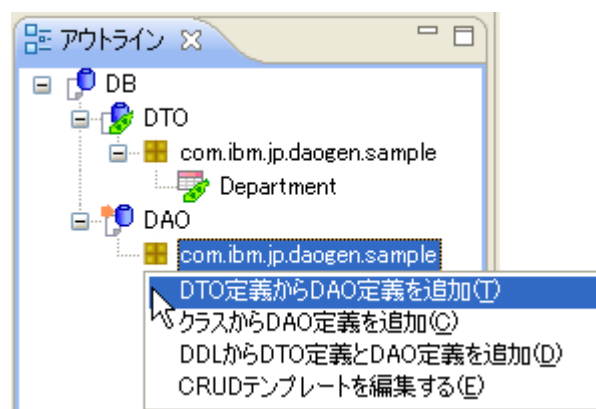 アウトライン
DB
DTO
com.ibm.jp.daogen.sample
Department
DAO
com.ibm.jp.daogen.sample
DTO定義からDAO定義を追加(T)
クラスからDAO定義を追加(C)
DDLからDTO定義とDAO定義を追加(D)
CRUDテンプレートを編集する(E)